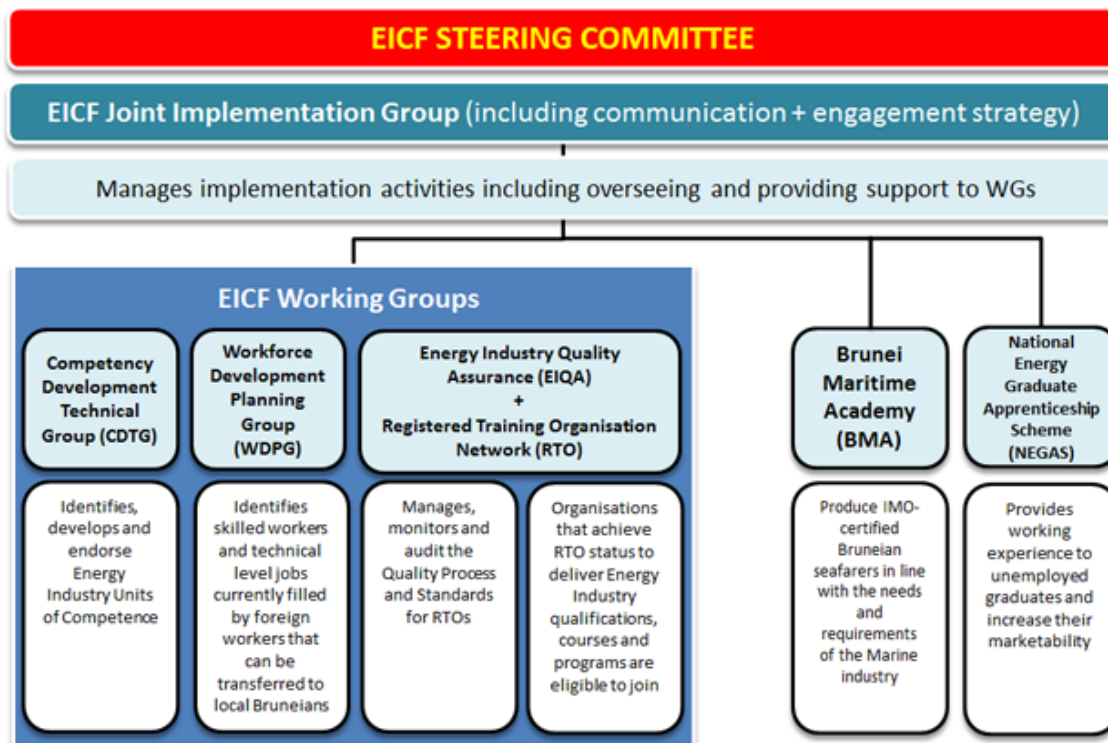 EICF STEERING COMMITTEE
EICF Joint Implementation Group (including communication + engagement strategy)
Manages implementation activities including overseeing and providing support to WGs
EICF Working Groups
Competency
Development
Technical
Group (CDTG)
Workforce
Development
Planning
Group
(WDPG)
Energy Industry Quality
Assurance (EIQA)
+
Registered Training Organisation
Network (RTO)
Brunei
Maritime
Academy
(BMA)
National
Energy
Graduate
Apprenticeship
Scheme
(NEGAS)
Identifies,
develops and
endorse
Energy
Industry Units
of Competence
Identifies
skilled workers
and technical
level jobs
currently filled
by foreign
workers that
can be
transferred to
local Bruneians
Manages,
monitors and
audit the
Quality Process
and Standards
for RTOs
Organisations
that achieve
RTO status to
deliver Energy
Industry
qualifications,
courses and
programs are
eligible to join
Produce IMO-
certified
Bruneian
seafarers in line
with the needs
and
requirements
of the Marine
industry
Provides
working
experience to
unemployed
graduates and
increase their
marketability